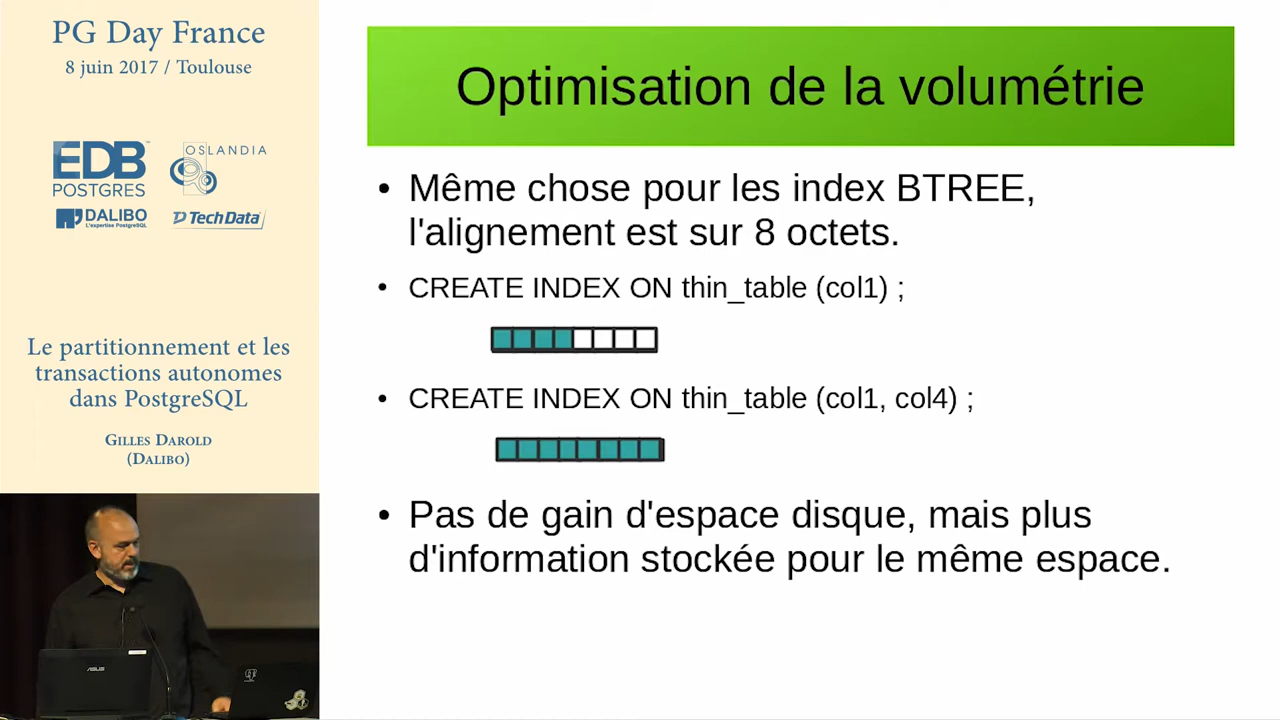 PG Day France
8 juin 2017 / Toulouse
EDB
POSTGRES
OSLANDIA
DALIBO
L'expertise PostgreSQL
TechData
Le partitionnement et les
transactions autonomes
dans PostgreSQL
GILLES DAROLD
(DALIBO)
ASUS
Optimisation de la volumétrie
• Même chose pour les index BTREE,
l'alignement est sur 8 octets.
• CREATE INDEX ON thin_table (col1) ;
• CREATE INDEX ON thin_table (col1, col4) ;
• Pas de gain d'espace disque, mais plus
d'information stockée pour le même espace.